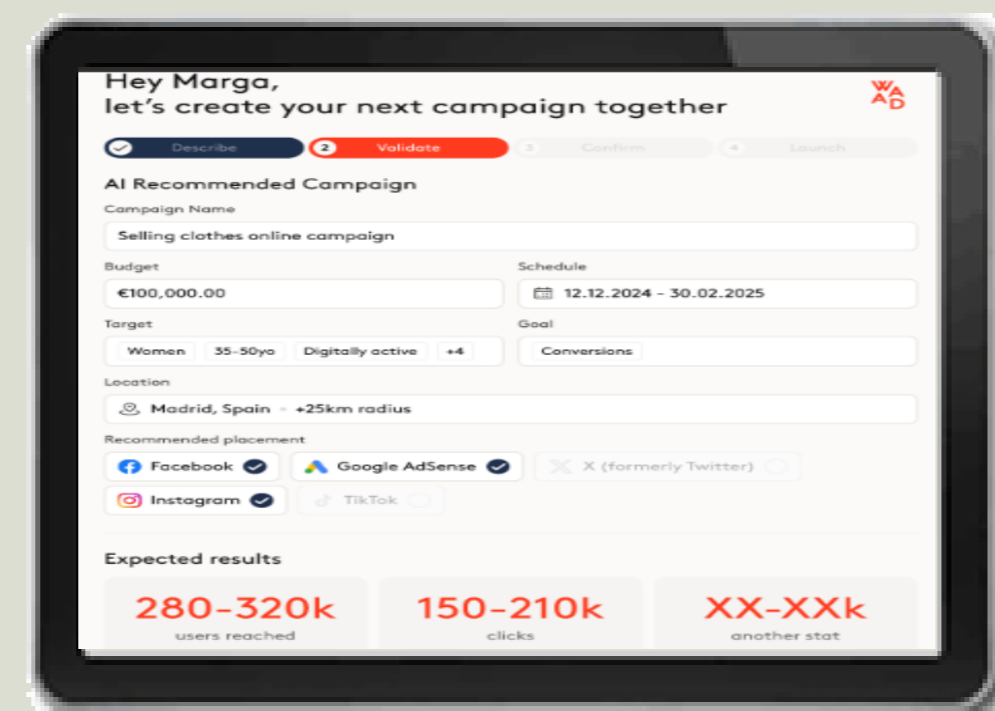 Hey Marga,
let's create your next campaign together
WA
AD
Describe 2 Validate 3 Confirm 4 Launch
AI Recommended Campaign
Campaign Name
Selling clothes online campaign
Budget Schedule
€100,000.00 12.12.2024 - 30.02.2025
Target Goal
Women 35-50yo Digitally active +4 Conversions
Location
Madrid, Spain +25km radius
Recommended placement
Facebook Google AdSense X (formerly Twitter)
Instagram TikTok
Expected results
280-320k 150-210k XX-XXk
users reached clicks another stat